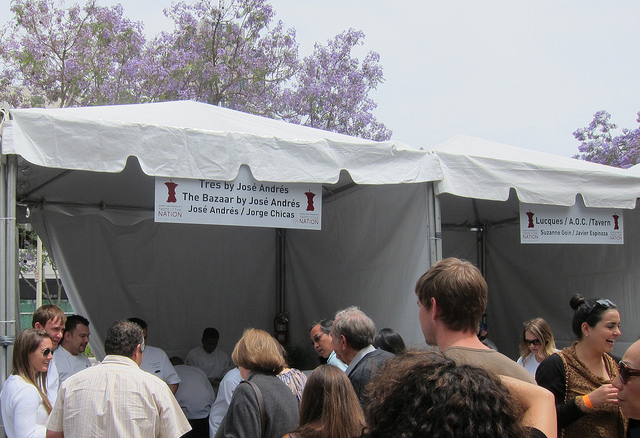 Tres by José Andrés
The Bazaar by José Andrés
José Andrés / Jorge Chicas
NATION
NATION
Lucques / A.O.C. /Tavern
Suzanne Goin / Javier Espinoza
NATION
NATION